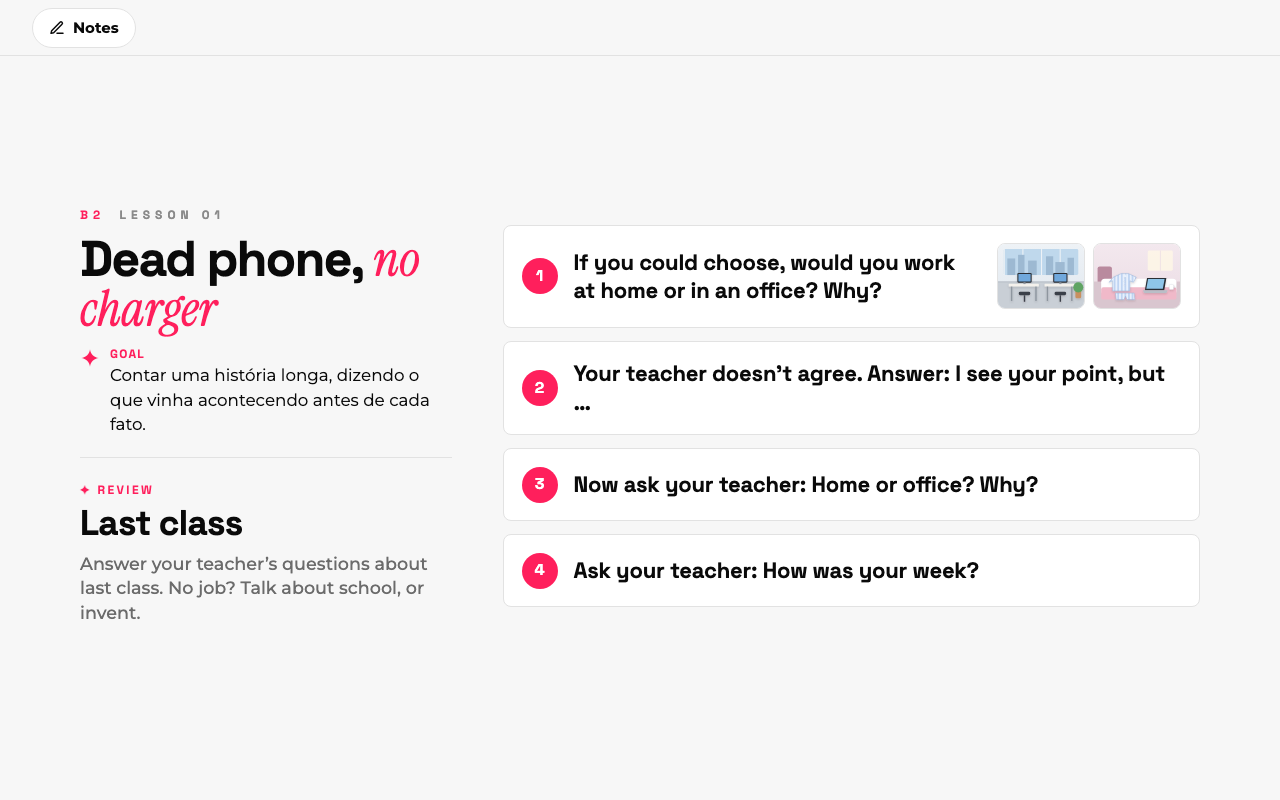 Notes
B2 LESSON 01
Dead phone, no
charger
GOAL
Contar uma história longa, dizendo o
que vinha acontecendo antes de cada
fato.
REVIEW
Last class
Answer your teacher’s questions about
last class. No job? Talk about school, or
invent.
1
If you could choose, would you work
at home or in an office? Why?
2
Your teacher doesn’t agree. Answer: I see your point, but
...
3
Now ask your teacher: Home or office? Why?
4
Ask your teacher: How was your week?